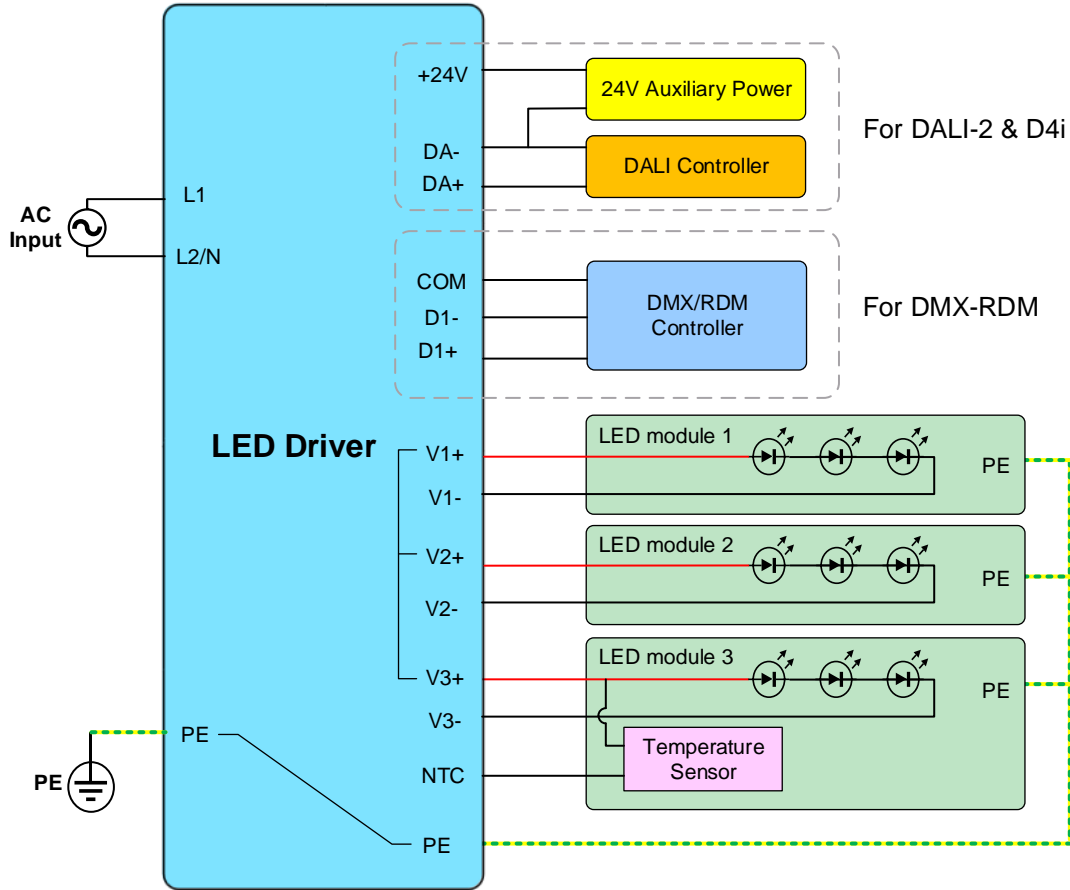 +24V
24V Auxiliary Power
For DALI-2 & D4i
DA-
DALI Controller
DA+
L1
AC
Input
L2/N
COM
DMX/RDM
Controller
For DMX-RDM
D1-
D1+
LED Driver
LED module 1
V1+
PE
V1-
LED module 2
V2+
PE
V2-
LED module 3
V3+
PE
V3-
PE
Temperature
Sensor
NTC
PE
PE